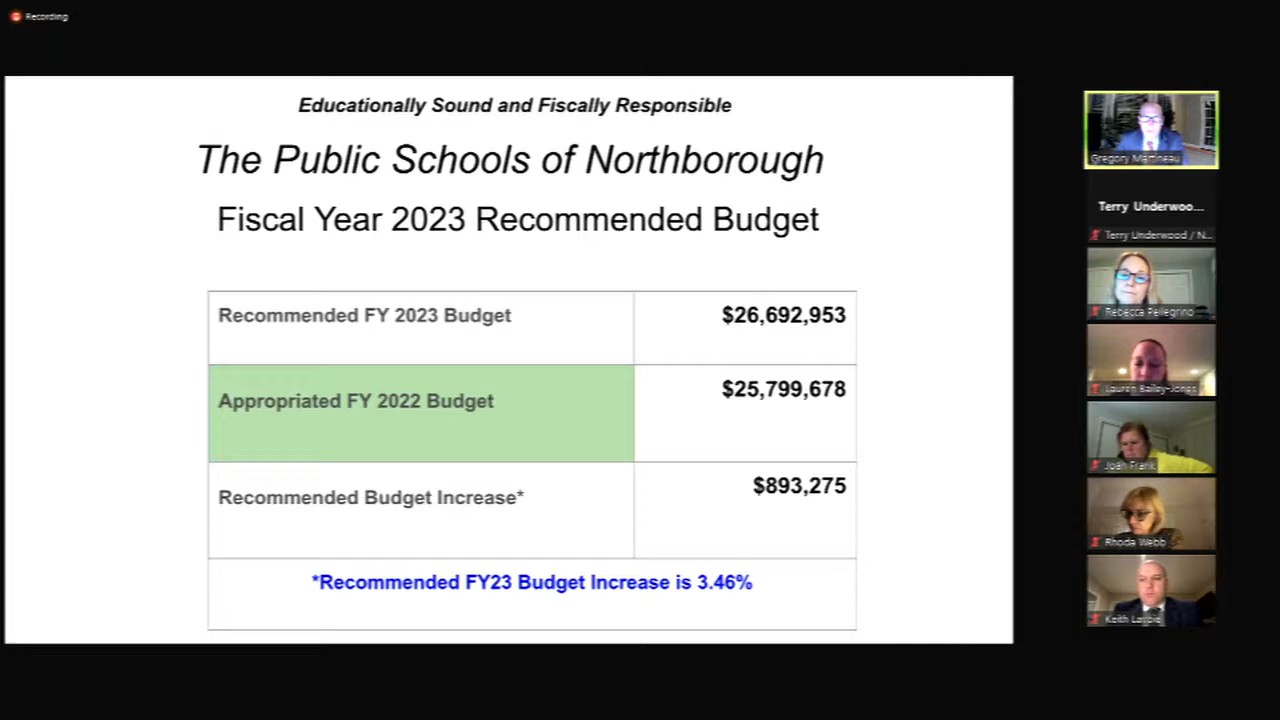 Recording
Educationally Sound and Fiscally Responsible
The Public Schools of Northborough
Fiscal Year 2023 Recommended Budget
Recommended FY 2023 Budget $26,692,953
Appropriated FY 2022 Budget $25,799,678
Recommended Budget Increase* $893,275
*Recommended FY23 Budget Increase is 3.46%
Gregory Martineau
Terry Underwoo...
Terry Underwood / N...
Rebecca Pellegrino
Lauren Bailey-Jones
Joan Frank
Rhoda Webb
Keith Lavoie